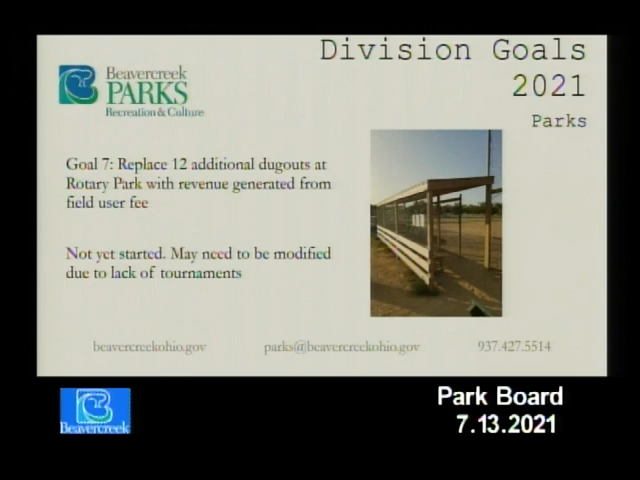 Division Goals
2021
Parks
Beavercreek
PARKS
Recreation & Culture
Goal 7: Replace 12 additional dugouts at
Rotary Park with revenue generated from
field user fee
Not yet started. May need to be modified
due to lack of tournaments
beavercreekohio.gov
parks@beavercreekohio.gov
937.427.5514
Beavercreek
Park Board
7.13.2021